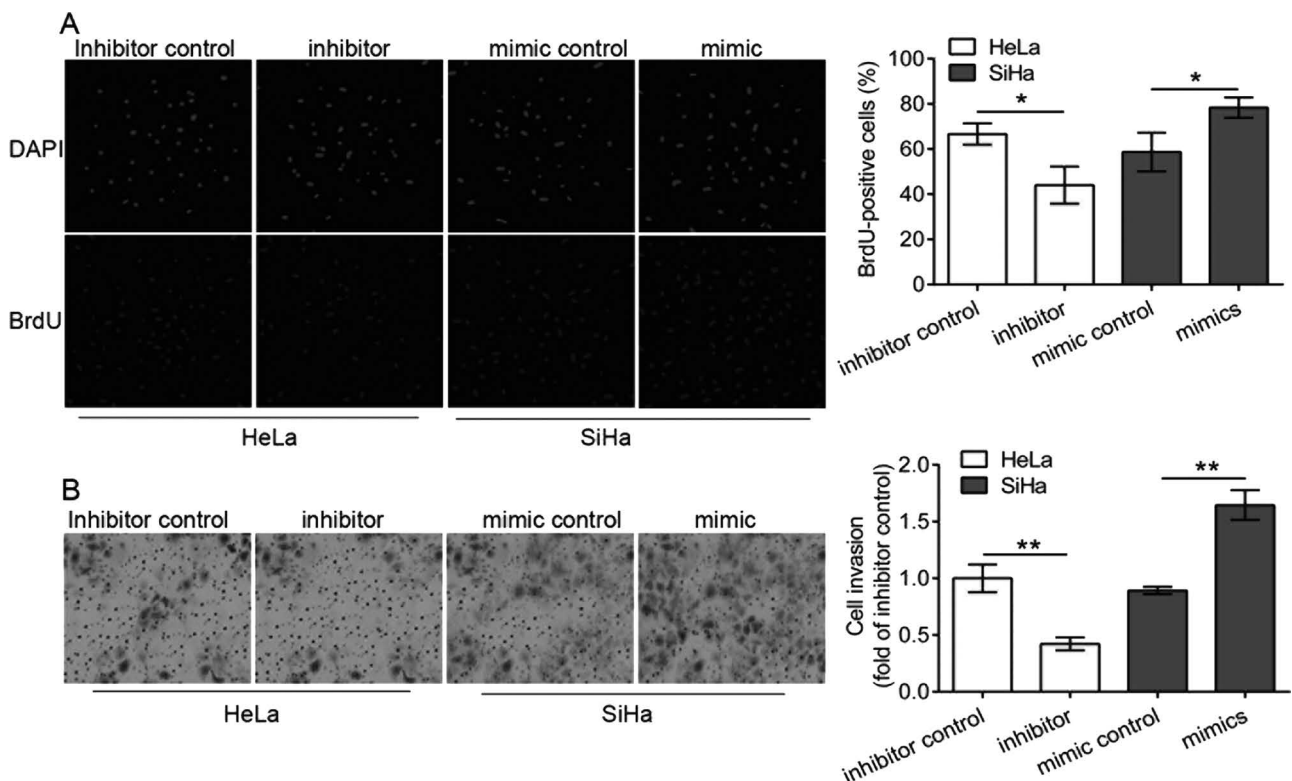 A
Inhibitor control inhibitor mimic control mimic
DAPI
BrdU
HeLa SiHa
HeLa
SiHa
BrdU-positive cells (%)
100
80
60
40
20
0
* *
inhibitor control inhibitor mimic control mimics
B
Inhibitor control inhibitor mimic control mimic
HeLa SiHa
HeLa
SiHa
Cell invasion
(fold of inhibitor control)
2.0
1.5
1.0
0.5
0.0
** **
inhibitor control inhibitor mimic control mimics